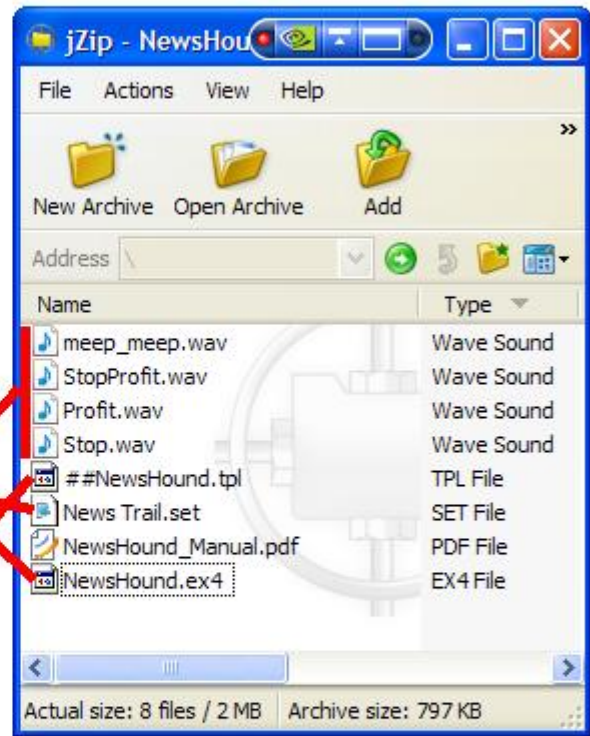 jZip - NewsHou
File Actions View Help
»
New Archive Open Archive Add
Address \
Name Type
meep_meep.wav Wave Sound
StopProfit.wav Wave Sound
Profit.wav Wave Sound
Stop.wav Wave Sound
##NewsHound.tpl TPL File
News Trail.set SET File
NewsHound_Manual.pdf PDF File
NewsHound.ex4 EX4 File
Actual size: 8 files / 2 MB Archive size: 797 KB